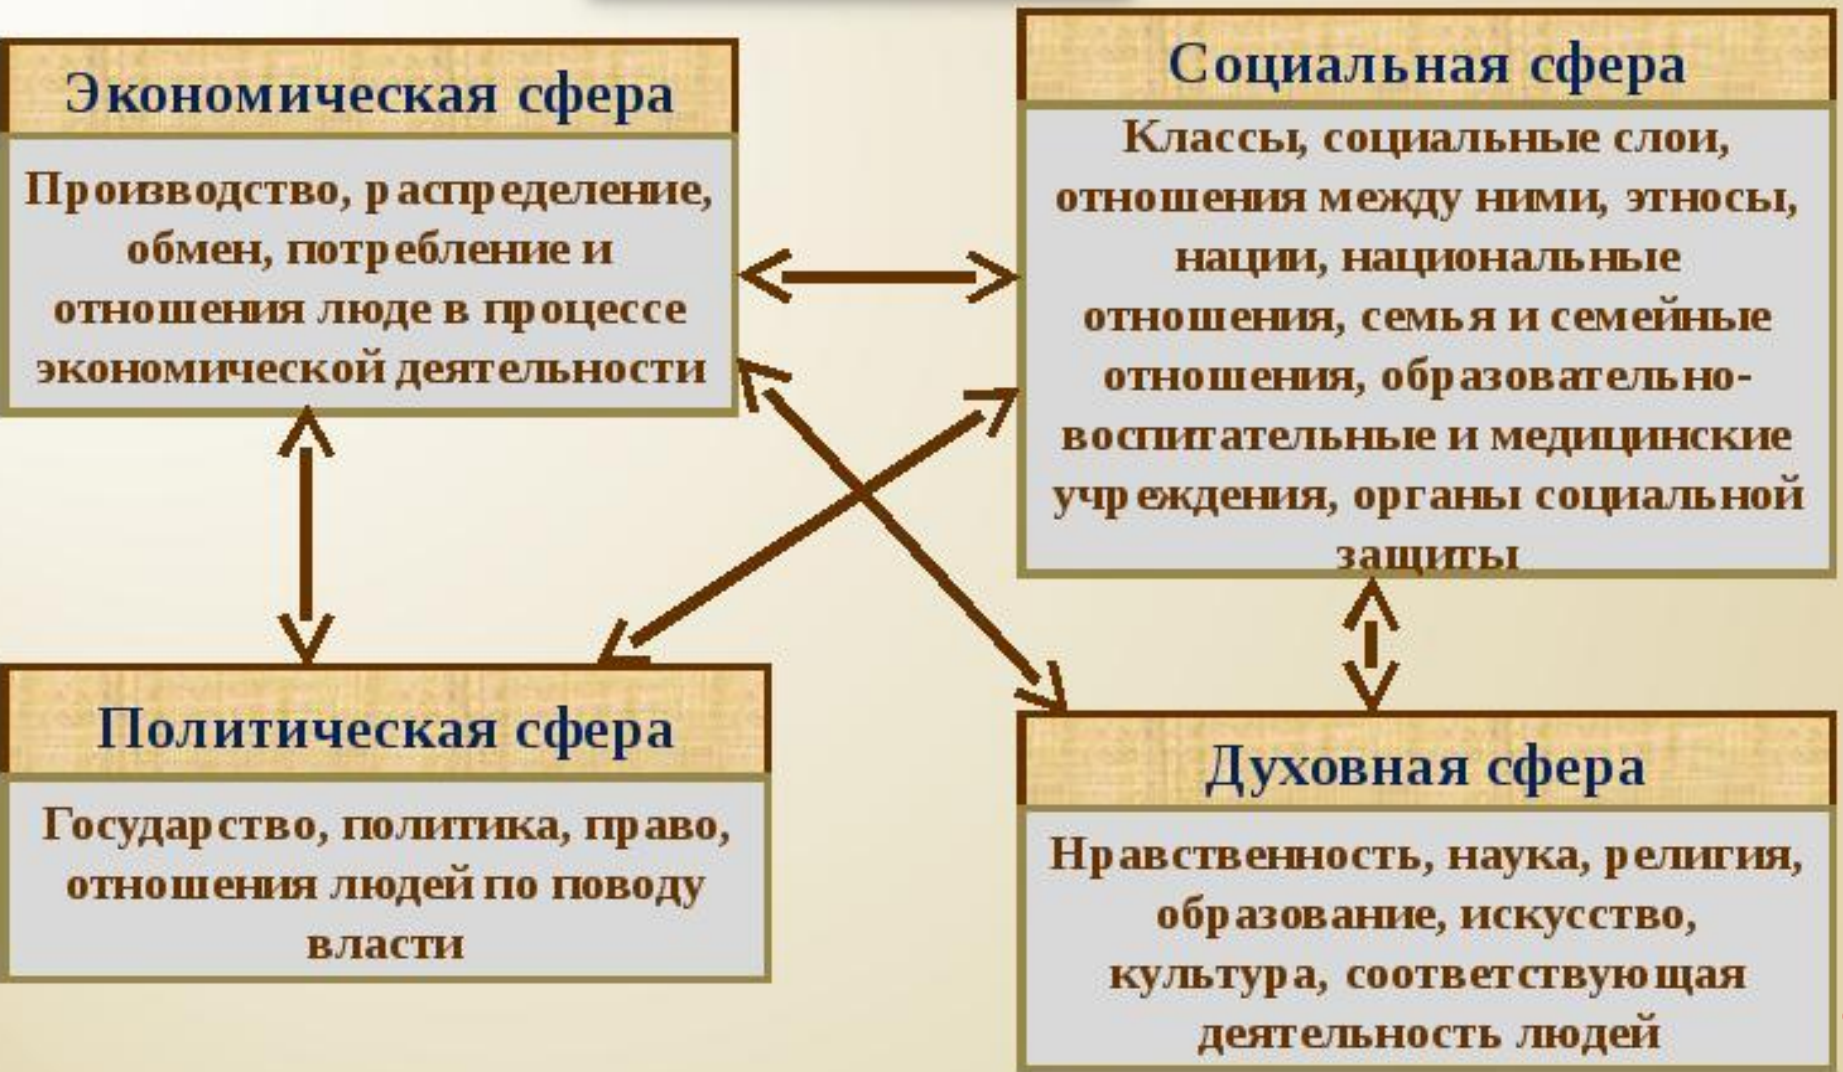 Экономическая сфера
Производство, распределение,
обмен, потребление и
отношения люде в процессе
экономической деятельности
Социальная сфера
Классы, социальные слои,
отношения между ними, этносы,
нации, национальные
отношения, семья и семейные
отношения, образовательно-
воспитательные и медицинские
учреждения, органы социальной
защиты
Политическая сфера
Государство, политика, право,
отношения людей по поводу
власти
Духовная сфера
Нравственность, наука, религия,
образование, искусство,
культура, соответствующая
деятельность людей